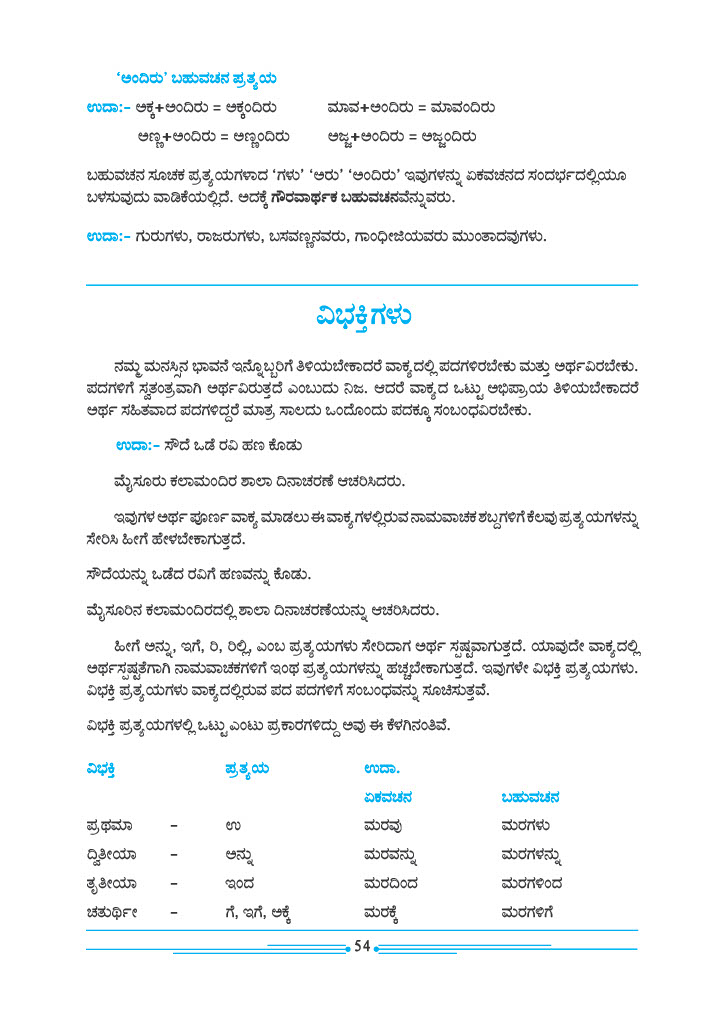 ‘ಅಂದಿರು’ ಬಹುವಚನ ಪ್ರತ್ಯಯ
ಉದಾ:– ಅಕ್ಕ+ಅಂದಿರು = ಅಕ್ಕಂದಿರು ಮಾವ+ಅಂದಿರು = ಮಾವಂದಿರು
ಅಣ್ಣ+ಅಂದಿರು = ಅಣ್ಣಂದಿರು ಅಜ್ಜ+ಅಂದಿರು = ಅಜ್ಜಂದಿರು
ಬಹುವಚನ ಸೂಚಕ ಪ್ರತ್ಯಯಗಳಾದ ‘ಗಳು’ ‘ಅರು’ ‘ಅಂದಿರು’ ಇವುಗಳನ್ನು ಏಕವಚನದ ಸಂದರ್ಭದಲ್ಲಿಯೂ
ಬಳಸುವುದು ವಾಡಿಕೆಯಲ್ಲಿದೆ. ಅದಕ್ಕೆ ಗೌರವಾರ್ಥಕ ಬಹುವಚನವೆನ್ನುವರು.
ಉದಾ:– ಗುರುಗಳು, ರಾಜರುಗಳು, ಬಸವಣ್ಣನವರು, ಗಾಂಧೀಜಿಯವರು ಮುಂತಾದವುಗಳು.
ವಿಭಕ್ತಿಗಳು
ನಮ್ಮ ಮನಸ್ಸಿನ ಭಾವನೆ ಇನ್ನೊಬ್ಬರಿಗೆ ತಿಳಿಯಬೇಕಾದರೆ ವಾಕ್ಯದಲ್ಲಿ ಪದಗಳಿರಬೇಕು ಮತ್ತು ಅರ್ಥವಿರಬೇಕು.
ಪದಗಳಿಗೆ ಸ್ವತಂತ್ರವಾಗಿ ಅರ್ಥವಿರುತ್ತದೆ ಎಂಬುದು ನಿಜ. ಆದರೆ ವಾಕ್ಯದ ಒಟ್ಟು ಅಭಿಪ್ರಾಯ ತಿಳಿಯಬೇಕಾದರೆ
ಅರ್ಥ ಸಹಿತವಾದ ಪದಗಳಿದ್ದರೆ ಮಾತ್ರ ಸಾಲದು ಒಂದೊಂದು ಪದಕ್ಕೂ ಸಂಬಂಧವಿರಬೇಕು.
ಉದಾ:– ಸೌದೆ ಒಡೆ ರವಿ ಹಣ ಕೊಡು
ಮೈಸೂರು ಕಲಾಮಂದಿರ ಶಾಲಾ ದಿನಾಚರಣೆ ಆಚರಿಸಿದರು.
ಇವುಗಳ ಅರ್ಥ ಪೂರ್ಣ ವಾಕ್ಯ ಮಾಡಲು ಈ ವಾಕ್ಯಗಳಲ್ಲಿರುವ ನಾಮವಾಚಕ ಶಬ್ದಗಳಿಗೆ ಕೆಲವು ಪ್ರತ್ಯಯಗಳನ್ನು
ಸೇರಿಸಿ ಹೀಗೆ ಹೇಳಬೇಕಾಗುತ್ತದೆ.
ಸೌದೆಯನ್ನು ಒಡೆದ ರವಿಗೆ ಹಣವನ್ನು ಕೊಡು.
ಮೈಸೂರಿನ ಕಲಾಮಂದಿರದಲ್ಲಿ ಶಾಲಾ ದಿನಾಚರಣೆಯನ್ನು ಆಚರಿಸಿದರು.
ಹೀಗೆ ಅನ್ನು, ಇಗೆ, ರಿ, ರಿಲ್ಲಿ, ಎಂಬ ಪ್ರತ್ಯಯಗಳು ಸೇರಿದಾಗ ಅರ್ಥ ಸ್ಪಷ್ಟವಾಗುತ್ತದೆ. ಯಾವುದೇ ವಾಕ್ಯದಲ್ಲಿ
ಅರ್ಥಸ್ಪಷ್ಟತೆಗಾಗಿ ನಾಮವಾಚಕಗಳಿಗೆ ಇಂಥ ಪ್ರತ್ಯಯಗಳನ್ನು ಹಚ್ಚಬೇಕಾಗುತ್ತದೆ. ಇವುಗಳೇ ವಿಭಕ್ತಿ ಪ್ರತ್ಯಯಗಳು.
ವಿಭಕ್ತಿ ಪ್ರತ್ಯಯಗಳು ವಾಕ್ಯದಲ್ಲಿರುವ ಪದ ಪದಗಳಿಗೆ ಸಂಬಂಧವನ್ನು ಸೂಚಿಸುತ್ತವೆ.
ವಿಭಕ್ತಿ ಪ್ರತ್ಯಯಗಳಲ್ಲಿ ಒಟ್ಟು ಎಂಟು ಪ್ರಕಾರಗಳಿದ್ದು ಅವು ಈ ಕೆಳಗಿನಂತಿವೆ.
ವಿಭಕ್ತಿ ಪ್ರತ್ಯಯ ಉದಾ.
ಏಕವಚನ ಬಹುವಚನ
ಪ್ರಥಮಾ – ಉ ಮರವು ಮರಗಳು
ದ್ವಿತೀಯಾ – ಅನ್ನು ಮರವನ್ನು ಮರಗಳನ್ನು
ತೃತೀಯಾ – ಇಂದ ಮರದಿಂದ ಮರಗಳಿಂದ
ಚತುರ್ಥೀ – ಗೆ, ಇಗೆ, ಅಕ್ಕೆ ಮರಕ್ಕೆ ಮರಗಳಿಗೆ
54